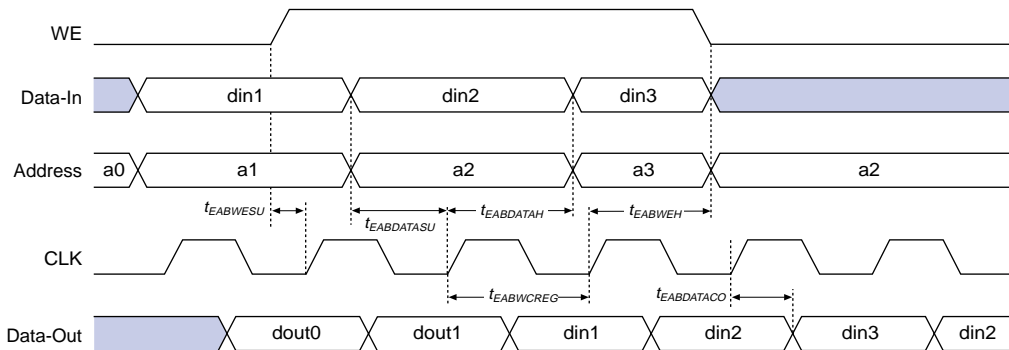 WE
Data-In din1 din2 din3
Address a0 a1 a2 a3 a2
tEABWESU tEABDATASU tEABDATAH tEABWEH
CLK
tEABWCREG tEABDATACO
Data-Out dout0 dout1 din1 din2 din3 din2